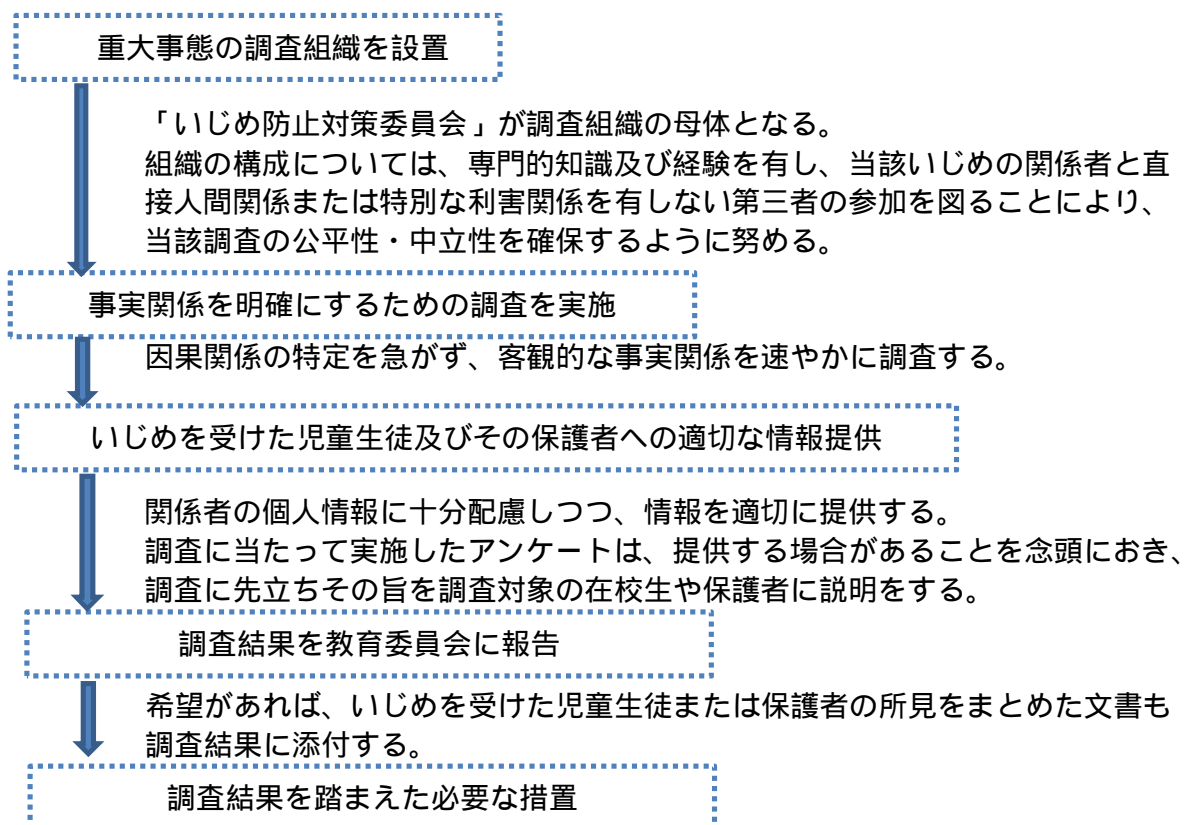 重大事態の調査組織を設置
「いじめ防止対策委員会」が調査組織の母体となる。
組織の構成については、専門的知識及び経験を有し、当該いじめの関係者と直
接人間関係または特別な利害関係を有しない第三者の参加を図ることにより、
当該調査の公平性・中立性を確保するように努める。
事実関係を明確にするための調査を実施
因果関係の特定を急がず、客観的な事実関係を速やかに調査する。
いじめを受けた児童生徒及びその保護者への適切な情報提供
関係者の個人情報に十分配慮しつつ、情報を適切に提供する。
調査に当たって実施したアンケートは、提供する場合があることを念頭におき、
調査に先立ちその旨を調査対象の在校生や保護者に説明をする。
調査結果を教育委員会に報告
希望があれば、いじめを受けた児童生徒または保護者の所見をまとめた文書も
調査結果に添付する。
調査結果を踏まえた必要な措置